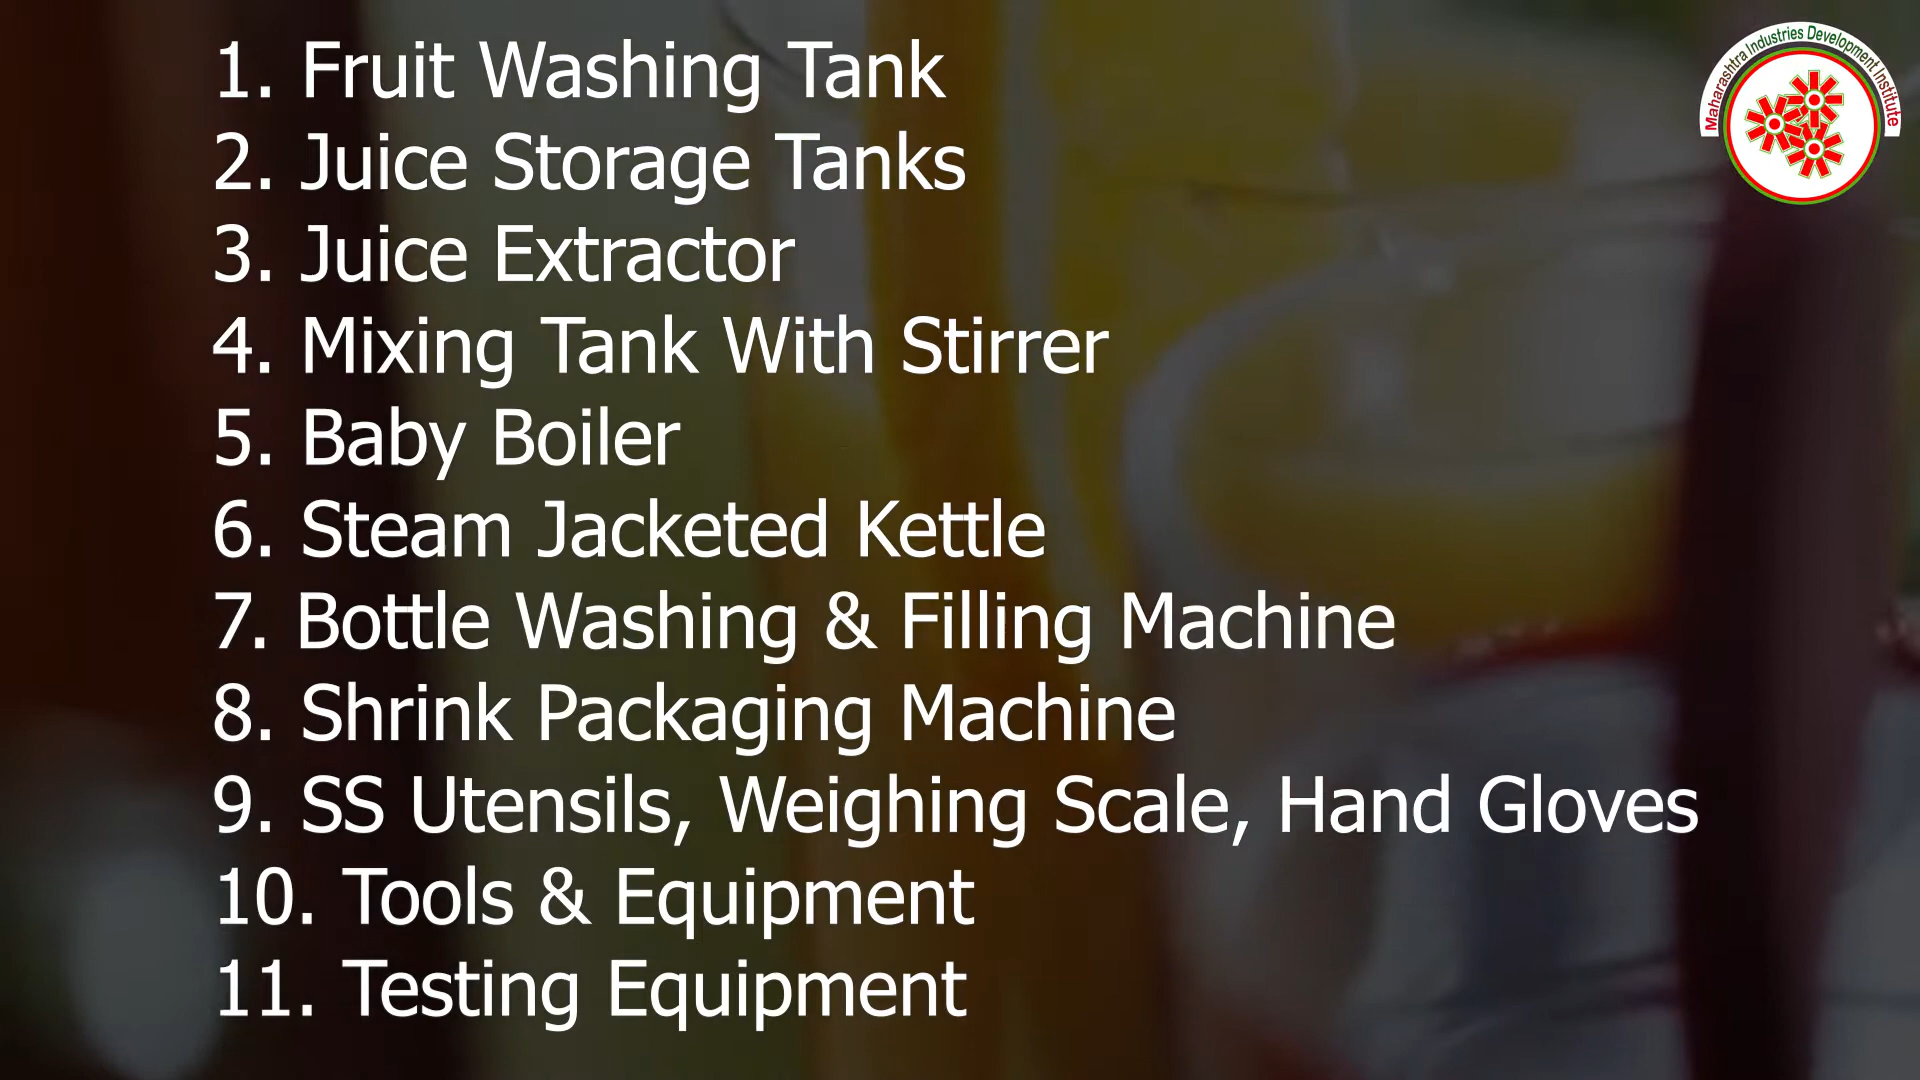 1. Fruit Washing Tank
2. Juice Storage Tanks
3. Juice Extractor
4. Mixing Tank With Stirrer
5. Baby Boiler
6. Steam Jacketed Kettle
7. Bottle Washing & Filling Machine
8. Shrink Packaging Machine
9. SS Utensils, Weighing Scale, Hand Gloves
10. Tools & Equipment
11. Testing Equipment
Maharashtra Industries Development Institute